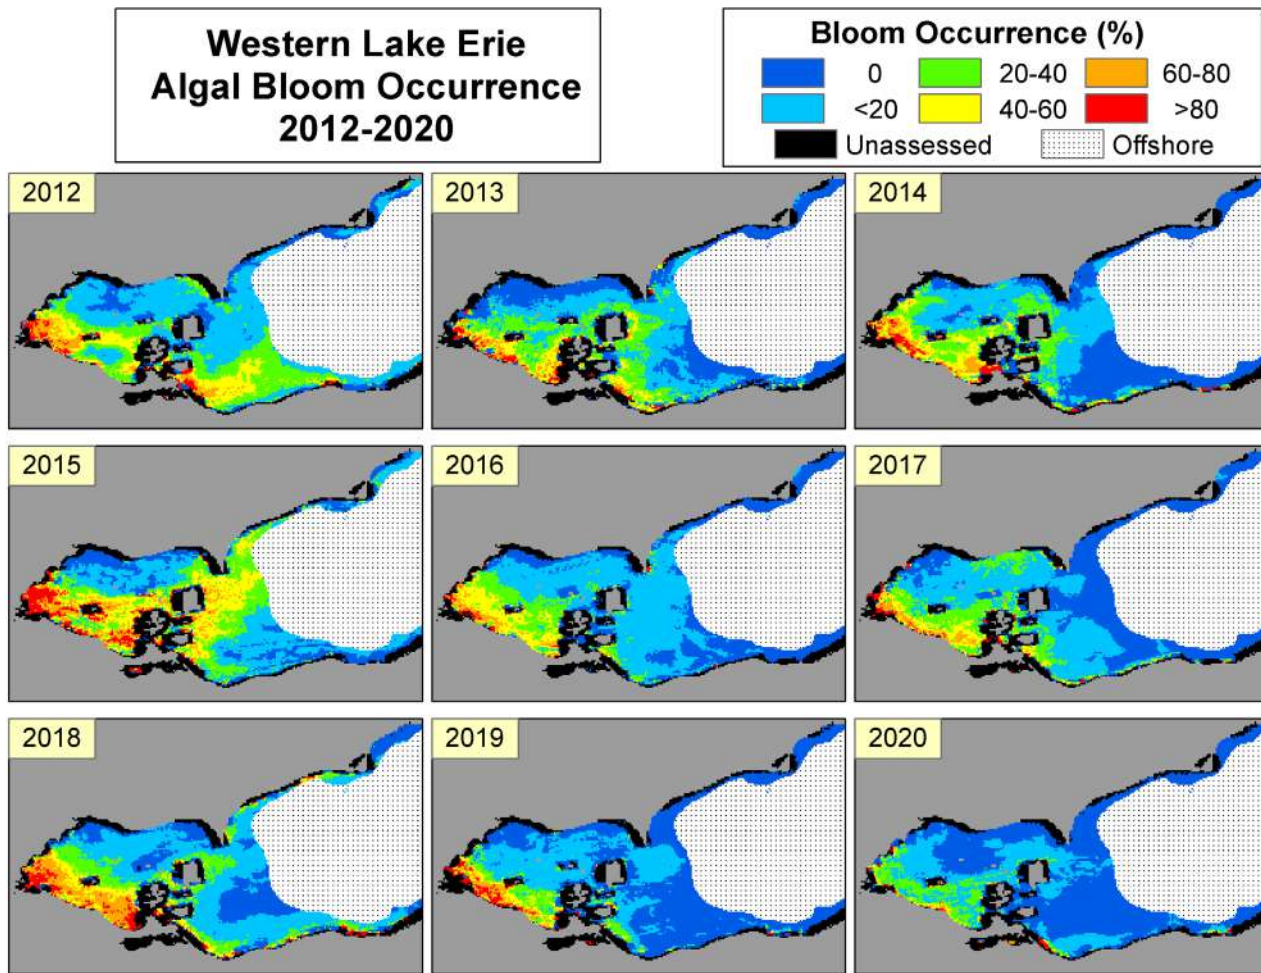 Western Lake Erie
Algal Bloom Occurrence
2012-2020
Bloom Occurrence (%)
0 20-40 60-80
<20 40-60 >80
Unassessed Offshore
2012 2013 2014
2015 2016 2017
2018 2019 2020